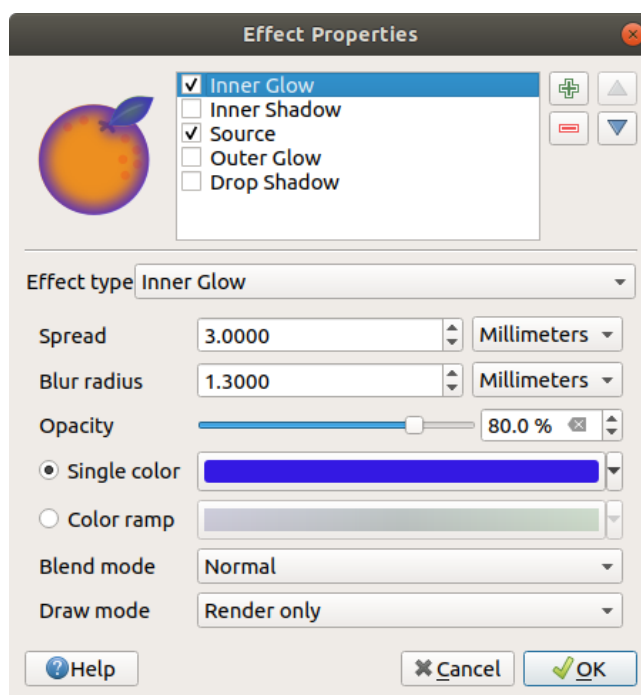 Effect Properties
Inner Glow
Inner Shadow
Source
Outer Glow
Drop Shadow
Effect type Inner Glow
Spread 3.0000 Millimeters
Blur radius 1.3000 Millimeters
Opacity 80.0 %
Single color
Color ramp
Blend mode Normal
Draw mode Render only
?Help Cancel OK